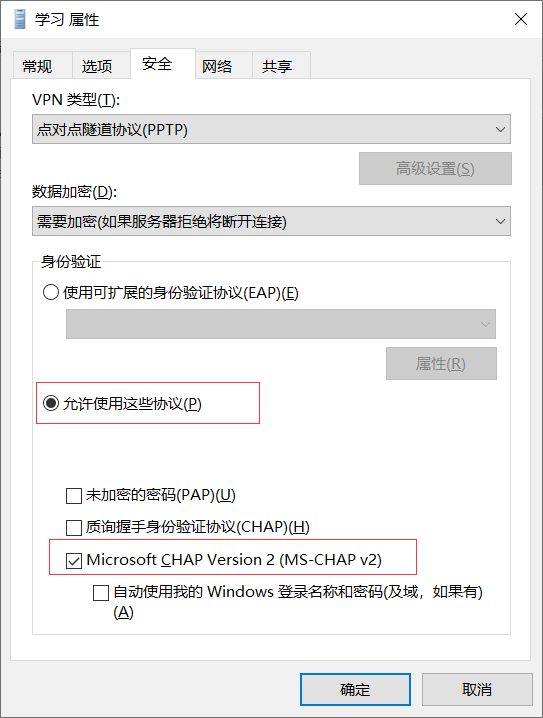 学习 属性
常规 选项 安全 网络 共享
VPN 类型(T):
点对点隧道协议(PPTP)
高级设置(S)
数据加密(D):
需要加密(如果服务器拒绝将断开连接)
身份验证
使用可扩展的身份验证协议(EAP)(E)
属性(R)
允许使用这些协议(P)
未加密的密码(PAP)(U)
质询握手身份验证协议(CHAP)(H)
Microsoft CHAP Version 2 (MS-CHAP v2)
自动使用我的 Windows 登录名称和密码(及域，如果有)
(A)
确定 取消